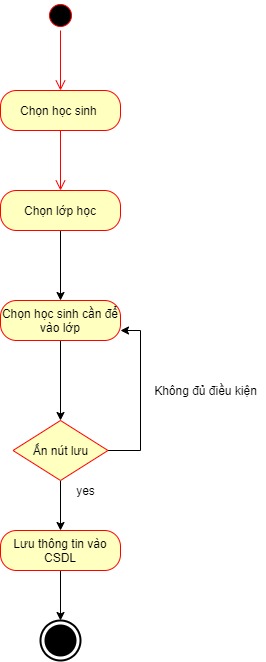 Chọn học sinh
Chọn lớp học
Chọn học sinh cần để
vào lớp
Không đủ điều kiện
Ấn nút lưu
yes
Lưu thông tin vào
CSDL